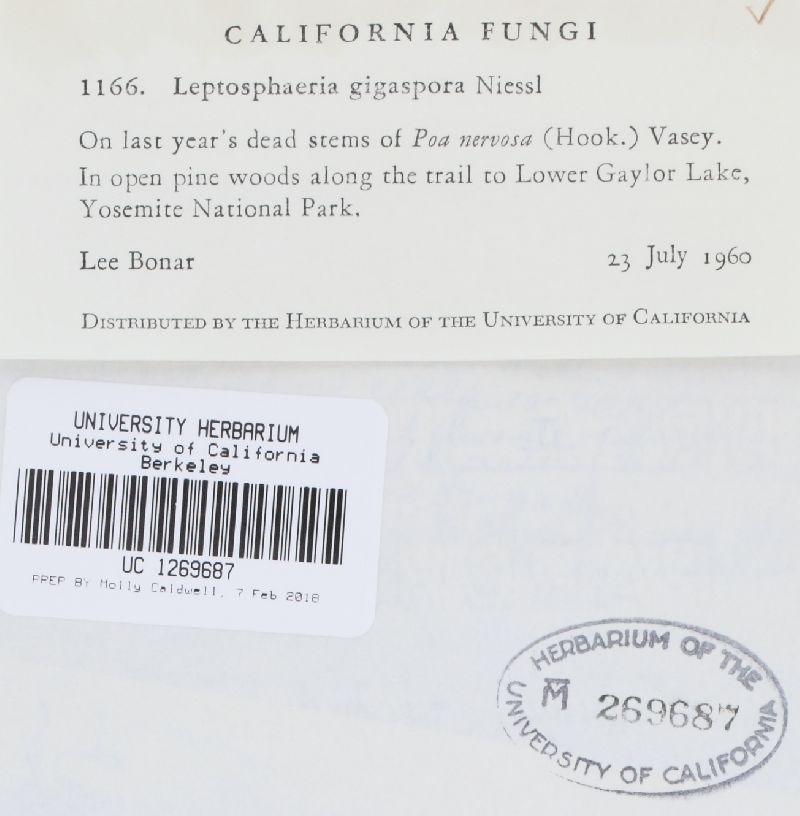 CALIFORNIA FUNGI
1166. Leptosphaeria gigaspora Niessl
On last year's dead stems of Poa nervosa (Hook.) Vasey.
In open pine woods along the trail to Lower Gaylor Lake,
Yosemite National Park.
Lee Bonar 23 July 1960
DISTRIBUTED BY THE HERBARIUM OF THE UNIVERSITY OF CALIFORNIA
UNIVERSITY HERBARIUM
University of California
Berkeley
UC 1269687
PREP BY Molly Caldwell, 7 Feb 2018
HERBARIUM OF THE
M 269687
UNIVERSITY OF CALIFORNIA